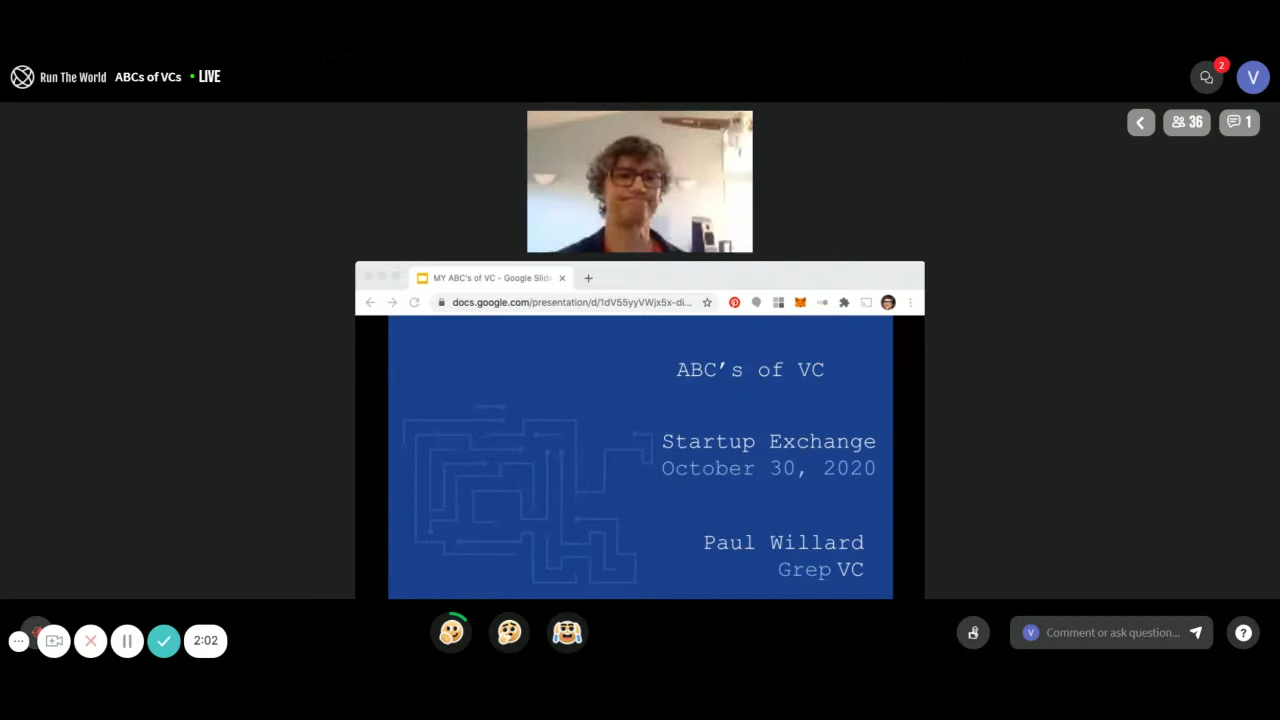 Run The World ABCs of VCs • LIVE
2
V
36
1
MY ABC's of VC - Google Slide
docs.google.com/presentation/d/1dV55yyVWjx5x-di...
ABC's of VC
Startup Exchange
October 30, 2020
Paul Willard
Grep VC
2:02
V Comment or ask question...
?